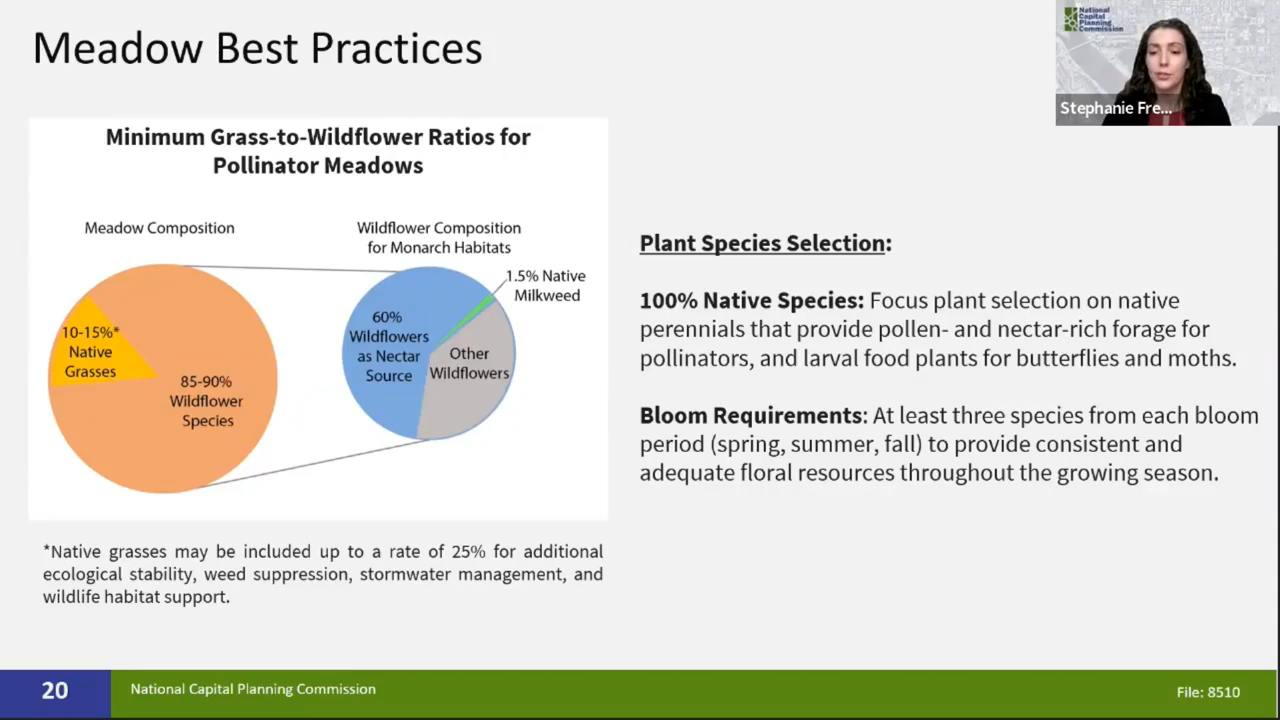 Meadow Best Practices
National
Capital
Planning
Commission
Stephanie Fre...
Minimum Grass-to-Wildflower Ratios for
Pollinator Meadows
Meadow Composition
Wildflower Composition
for Monarch Habitats
1.5% Native
Milkweed
10-15%*
Native
Grasses
85-90%
Wildflower
Species
60%
Wildflowers
as Nectar
Source
Other
Wildflowers
*Native grasses may be included up to a rate of 25% for additional
ecological stability, weed suppression, stormwater management, and
wildlife habitat support.
Plant Species Selection:
100% Native Species: Focus plant selection on native
perennials that provide pollen- and nectar-rich forage for
pollinators, and larval food plants for butterflies and moths.
Bloom Requirements: At least three species from each bloom
period (spring, summer, fall) to provide consistent and
adequate floral resources throughout the growing season.
20
National Capital Planning Commission
File: 8510